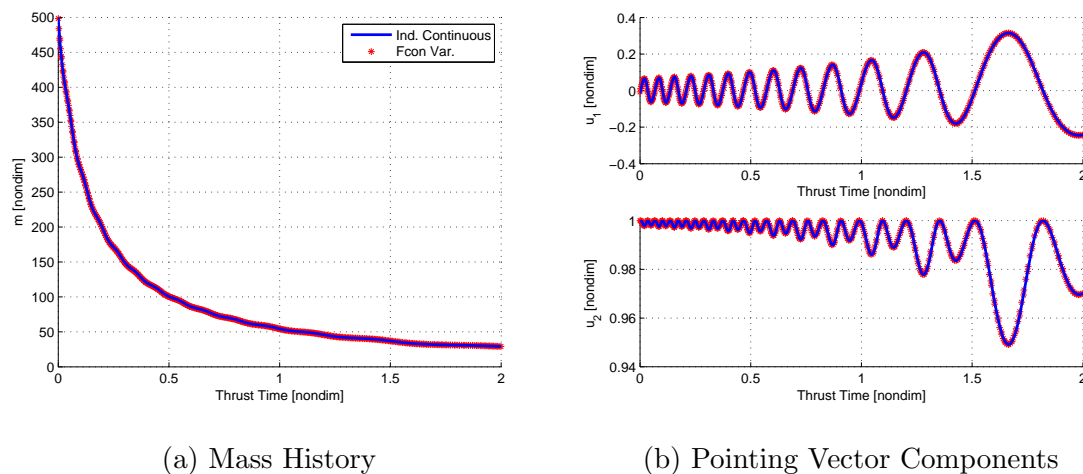 500
450
400
350
300
250
200
150
100
50
0
m [nondim]
0 0.5 1 1.5 2
Thrust Time [nondim]
Ind. Continuous
Fcon Var.
0.4
0.2
0
−0.2
−0.4
u1 [nondim]
0 0.5 1 1.5 2
Thrust Time [nondim]
1
0.98
0.96
0.94
u2 [nondim]
0 0.5 1 1.5 2
Thrust Time [nondim]
(a) Mass History
(b) Pointing Vector Components